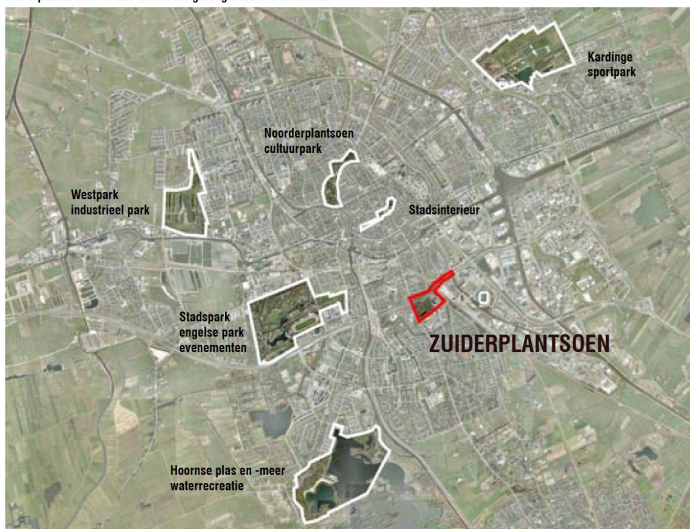 Kardinge
sportpark
Noorderplantsoen
cultuurpark
Westpark
industrieel park
Stadsinterieur
Stadspark
engelse park
evenementen
ZUIDERPLANTSOEN
Hoornse plas en -meer
waterrecreatie